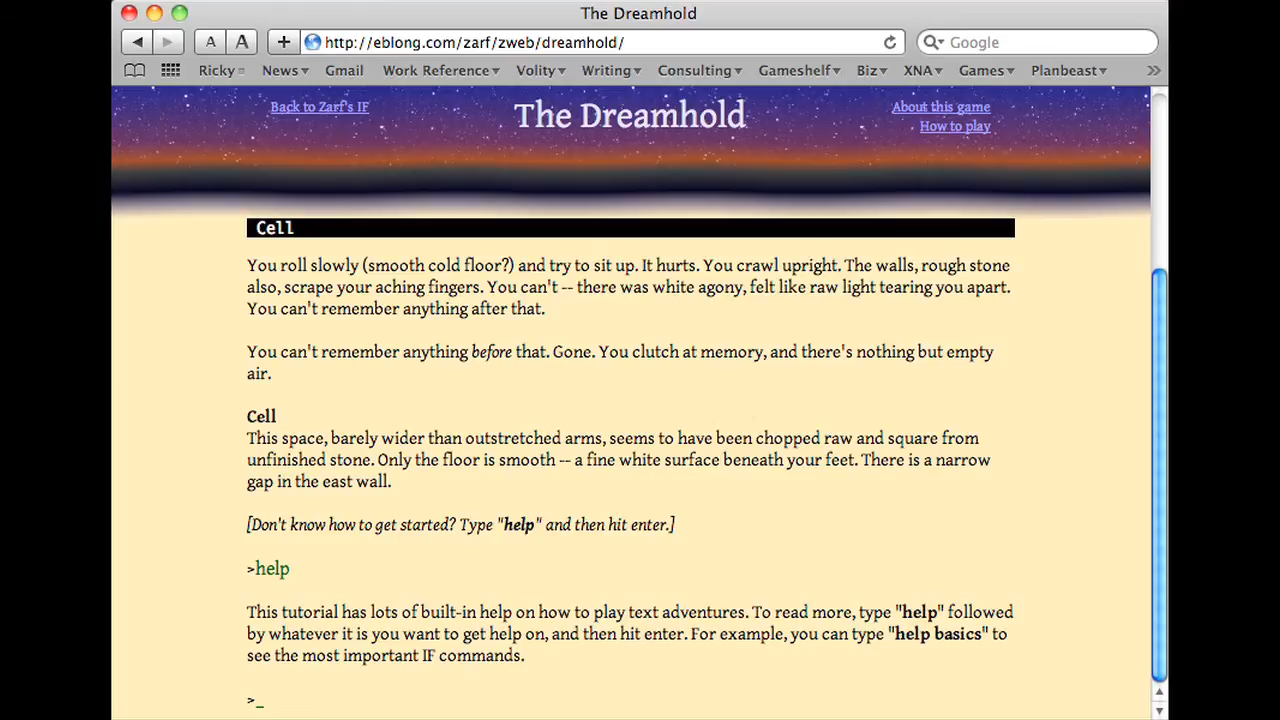 The Dreamhold
A A + http://eblong.com/zarf/zweb/dreamhold/ Google
Ricky News Gmail Work Reference Volity Writing Consulting Gameshelf Biz XNA Games Planbeast »
Back to Zarf's IF The Dreamhold About this game
How to play
Cell
You roll slowly (smooth cold floor?) and try to sit up. It hurts. You crawl upright. The walls, rough stone
also, scrape your aching fingers. You can't -- there was white agony, felt like raw light tearing you apart.
You can't remember anything after that.
You can't remember anything before that. Gone. You clutch at memory, and there's nothing but empty
air.
Cell
This space, barely wider than outstretched arms, seems to have been chopped raw and square from
unfinished stone. Only the floor is smooth -- a fine white surface beneath your feet. There is a narrow
gap in the east wall.
[Don't know how to get started? Type "help" and then hit enter.]
>help
This tutorial has lots of built-in help on how to play text adventures. To read more, type "help" followed
by whatever it is you want to get help on, and then hit enter. For example, you can type "help basics" to
see the most important IF commands.
>_